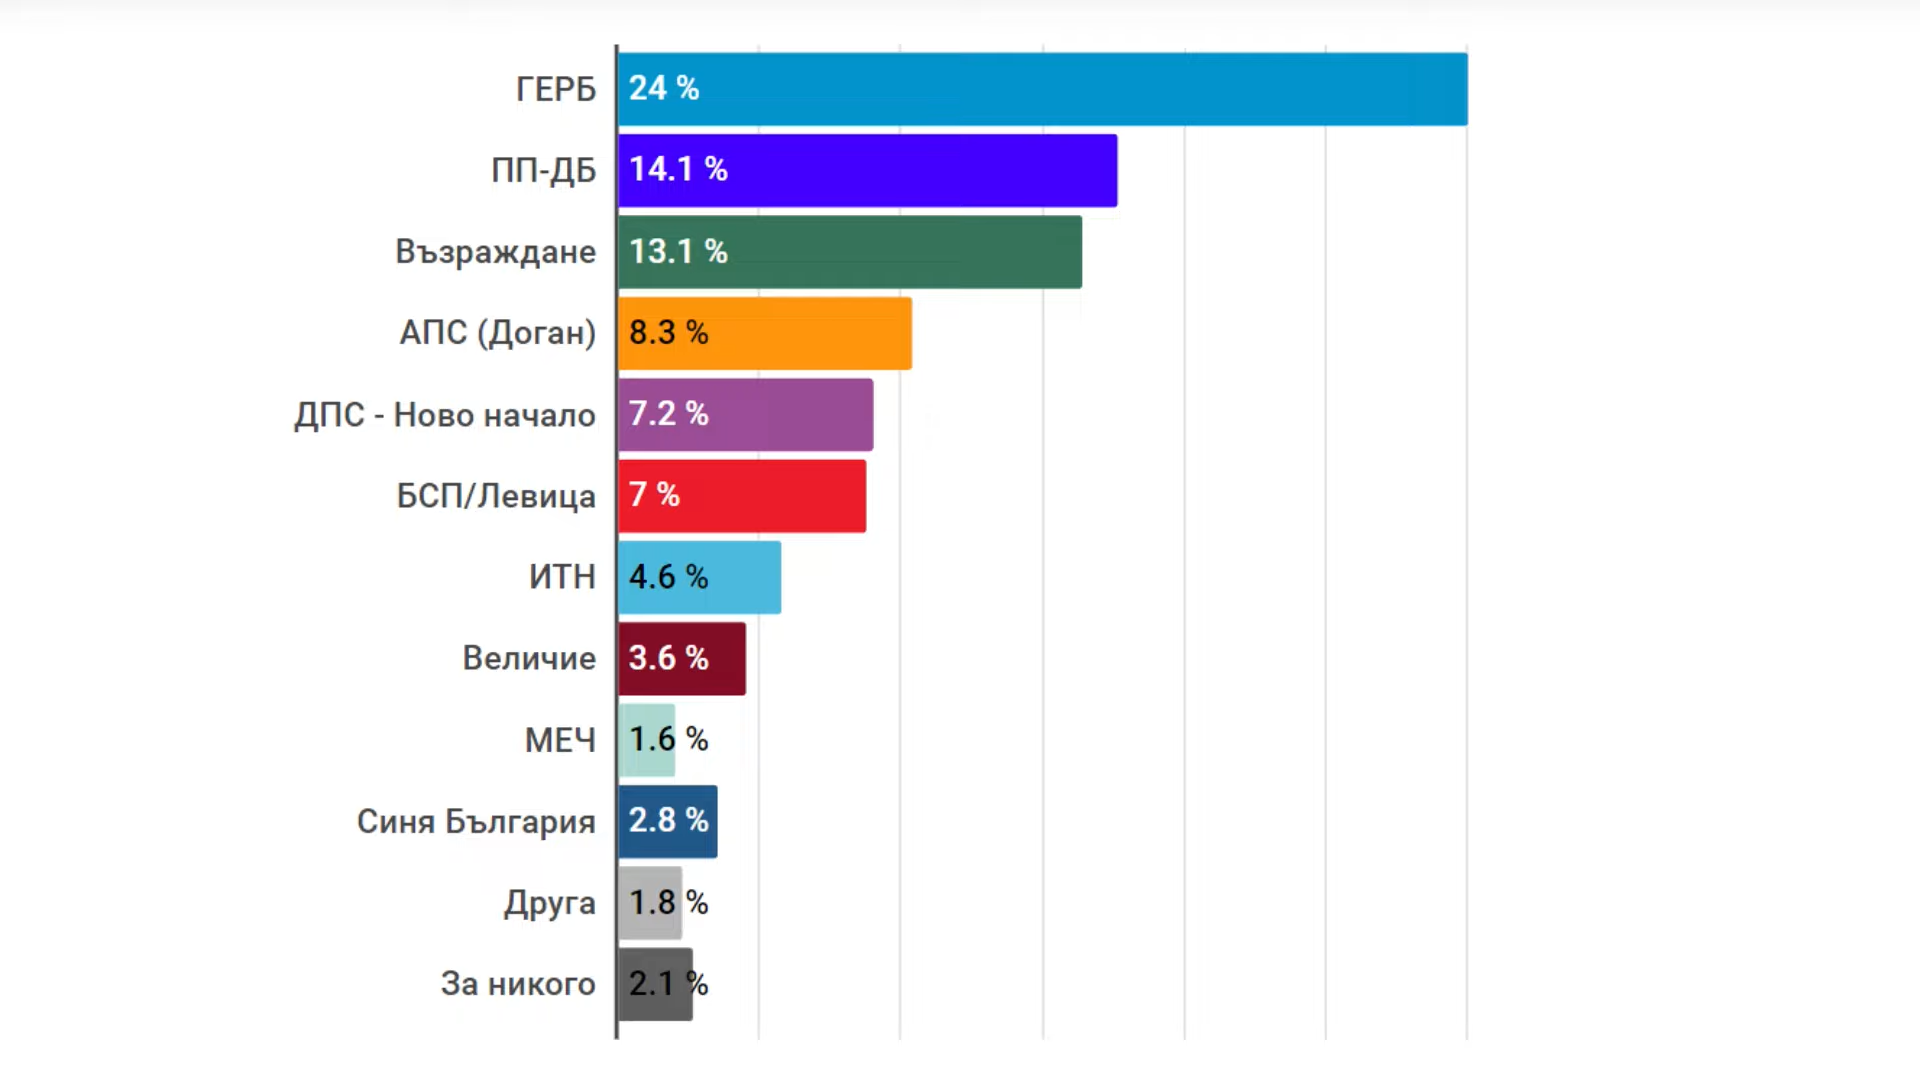 ГЕРБ 24 %
ПП-ДБ 14.1 %
Възраждане 13.1 %
АПС (Доган) 8.3 %
ДПС - Ново начало 7.2 %
БСП/Левица 7 %
ИТН 4.6 %
Величие 3.6 %
МЕЧ 1.6 %
Синя България 2.8 %
Друга 1.8 %
За никого 2.1 %